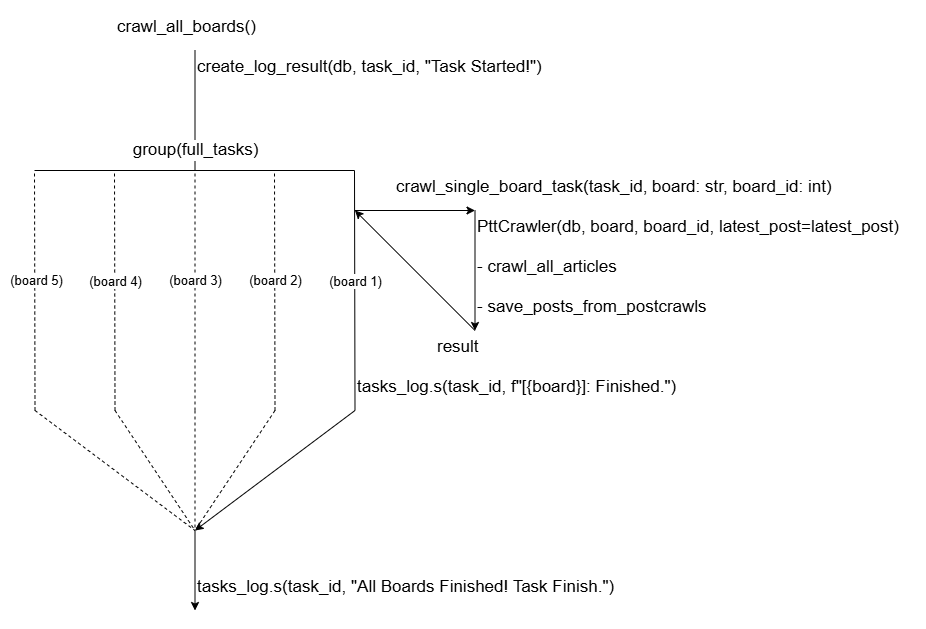 crawl_all_boards()
create_log_result(db, task_id, "Task Started!")
group(full_tasks)
crawl_single_board_task(task_id, board: str, board_id: int)
PttCrawler(db, board, board_id, latest_post=latest_post)
- crawl_all_articles
(board 5) (board 4) (board 3) (board 2) (board 1)
- save_posts_from_postcrawls
result
tasks_log.s(task_id, f"[{board}]: Finished.")
tasks_log.s(task_id, "All Boards Finished! Task Finish.")